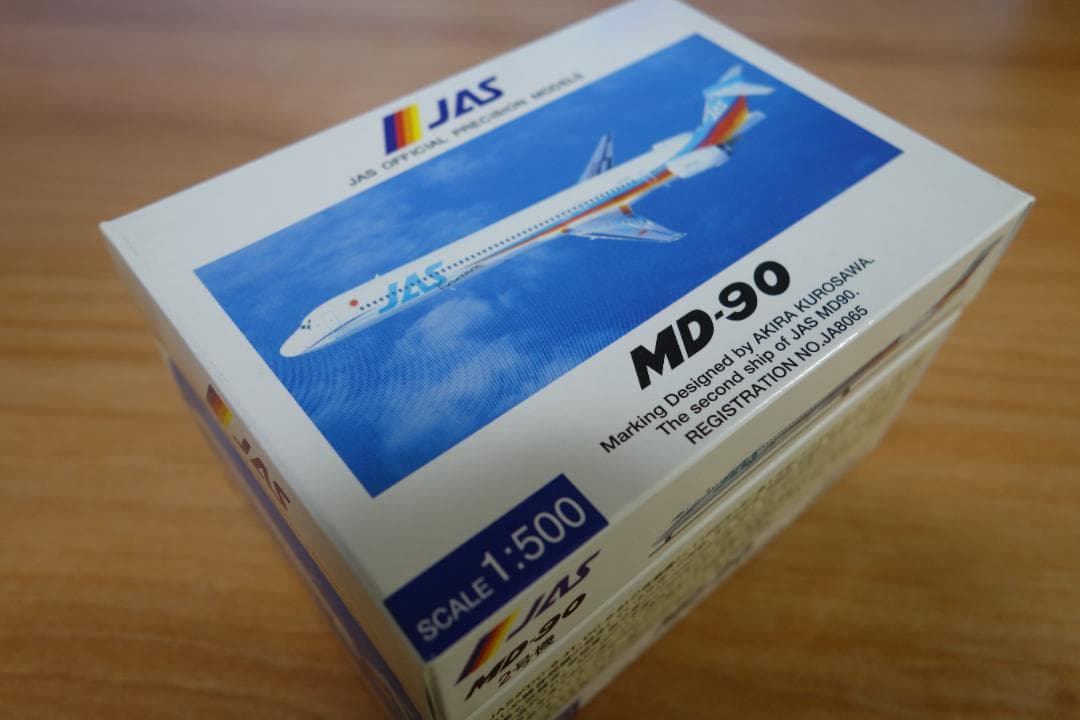 JAS
JAS OFFICIAL PRECISION MODELS
JAS
MD-90
Marking Designed by AKIRA KUROSAWA.
The second ship of JAS MD90.
REGISTRATION NO.JA8065
SCALE 1:500
JAS
JAS
MD-90
2号機